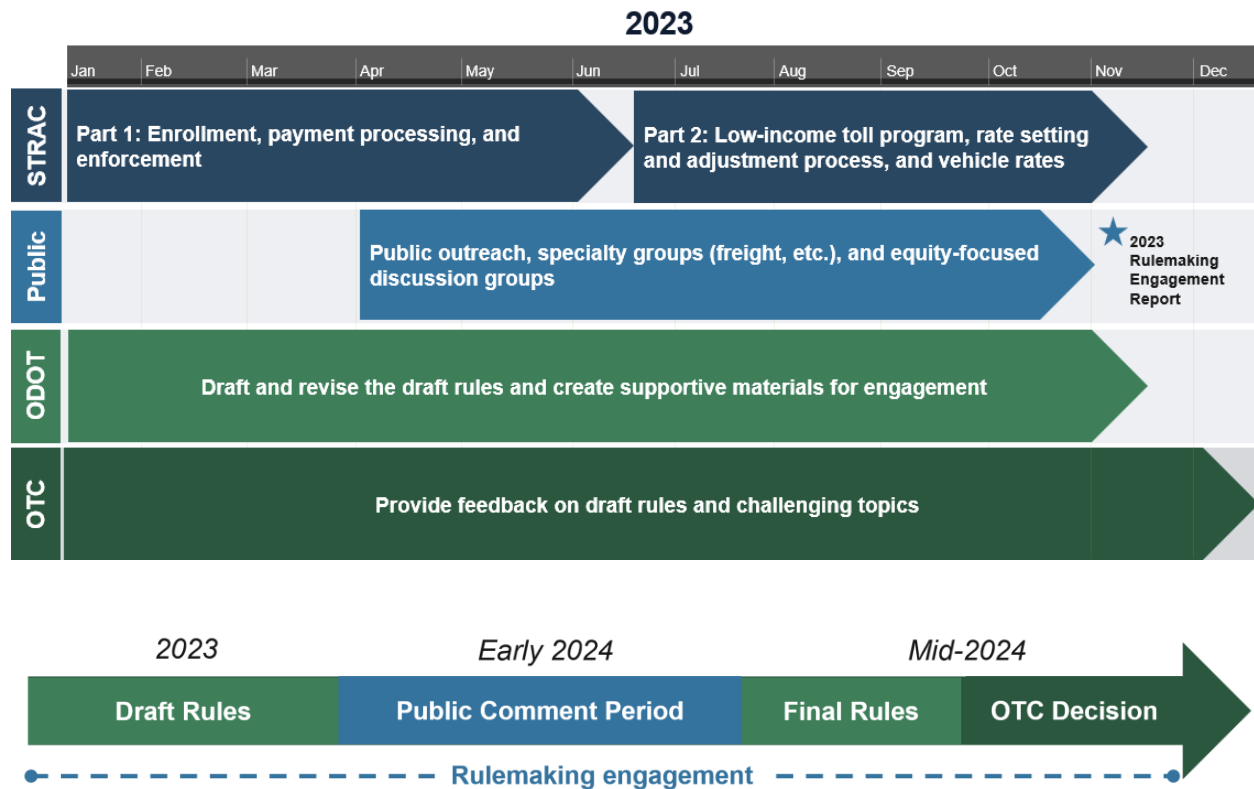 2023
Jan Feb Mar Apr May Jun Jul Aug Sep Oct Nov Dec
STRAC
Part 1: Enrollment, payment processing, and
enforcement
Part 2: Low-income toll program, rate setting
and adjustment process, and vehicle rates
Public
Public outreach, specialty groups (freight, etc.), and equity-focused
discussion groups
2023
Rulemaking
Engagement
Report
ODOT
Draft and revise the draft rules and create supportive materials for engagement
OTC
Provide feedback on draft rules and challenging topics
2023 Early 2024 Mid-2024
Draft Rules Public Comment Period Final Rules OTC Decision
Rulemaking engagement